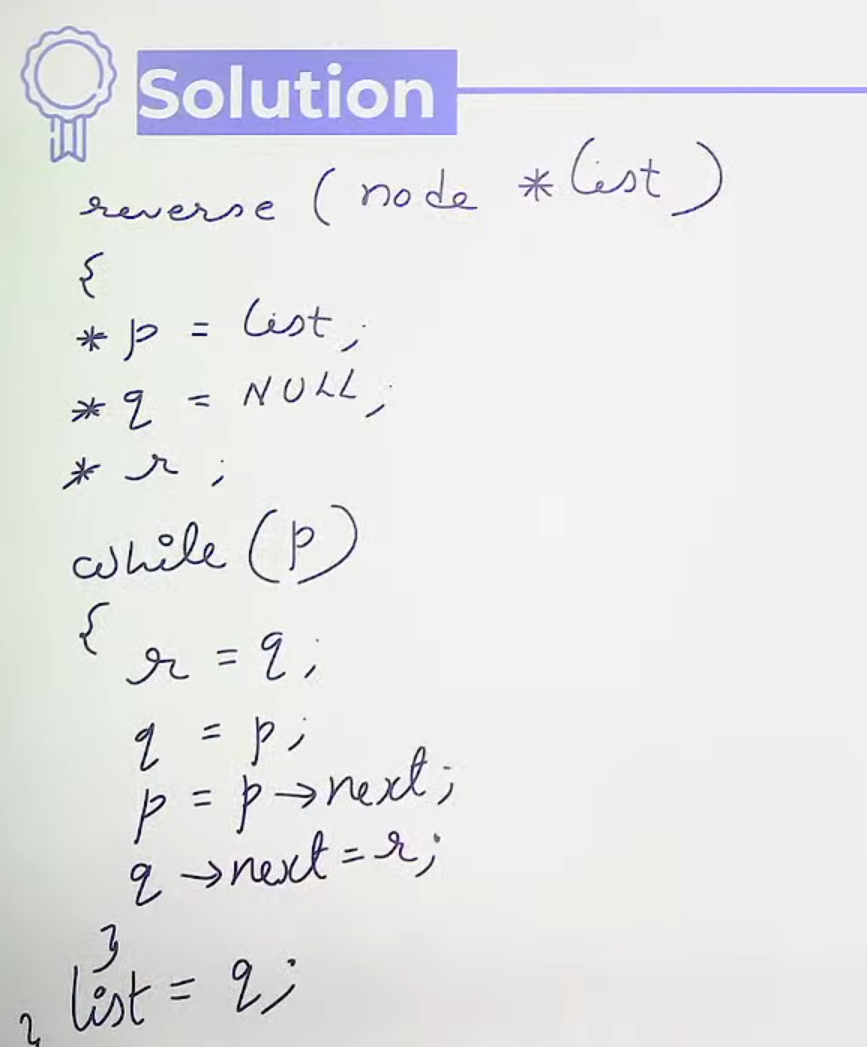 Solution
reverse (node *list)
{
*p = list;
*q = NULL;
*r;
while (p)
{
r = q;
q = p;
p = p→next;
q→next = r;
}
list = q;
}